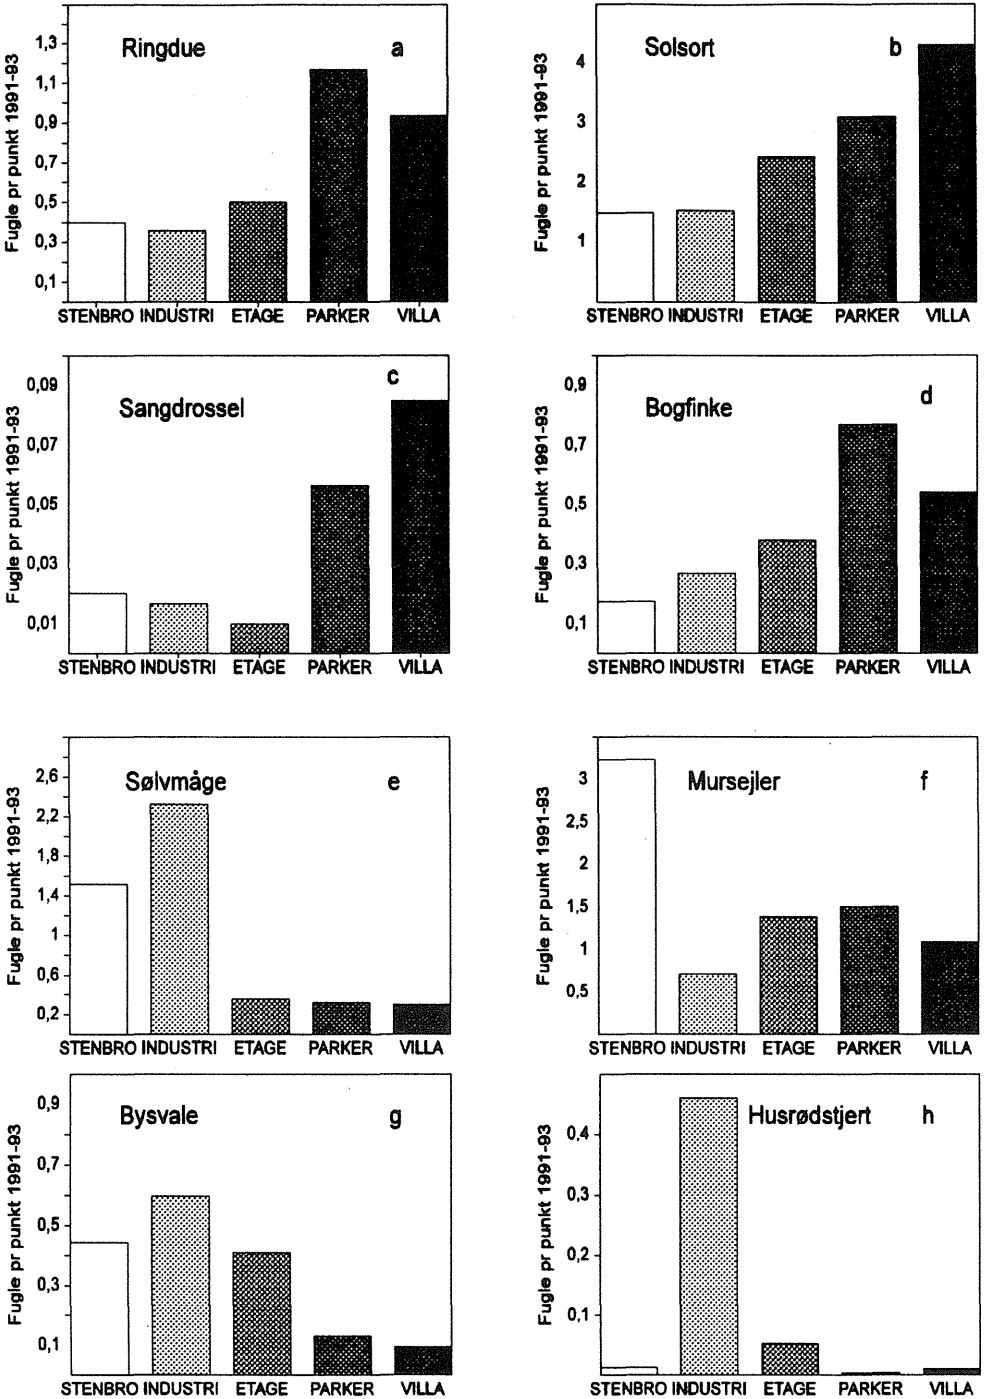 Ringdue a
Fugle pr punkt 1991-93
1,3
1,1
0,9
0,7
0,5
0,3
0,1
STENBRO INDUSTRI ETAGE PARKER VILLA
Solsort b
Fugle pr punkt 1991-93
4
3
2
1
STENBRO INDUSTRI ETAGE PARKER VILLA
Sangdrossel c
Fugle pr punkt 1991-93
0,09
0,07
0,05
0,03
0,01
STENBRO INDUSTRI ETAGE PARKER VILLA
Bogfinke d
Fugle pr punkt 1991-93
0,9
0,7
0,5
0,3
0,1
STENBRO INDUSTRI ETAGE PARKER VILLA
Sølvmåge e
Fugle pr punkt 1991-93
2,6
2,2
1,8
1,4
1
0,6
0,2
STENBRO INDUSTRI ETAGE PARKER VILLA
Mursejler f
Fugle pr punkt 1991-93
3
2,5
2
1,5
1
0,5
STENBRO INDUSTRI ETAGE PARKER VILLA
Bysvale g
Fugle pr punkt 1991-93
0,9
0,7
0,5
0,3
0,1
STENBRO INDUSTRI ETAGE PARKER VILLA
Husrødstjert h
Fugle pr punkt 1991-93
0,4
0,3
0,2
0,1
STENBRO INDUSTRI ETAGE PARKER VILLA